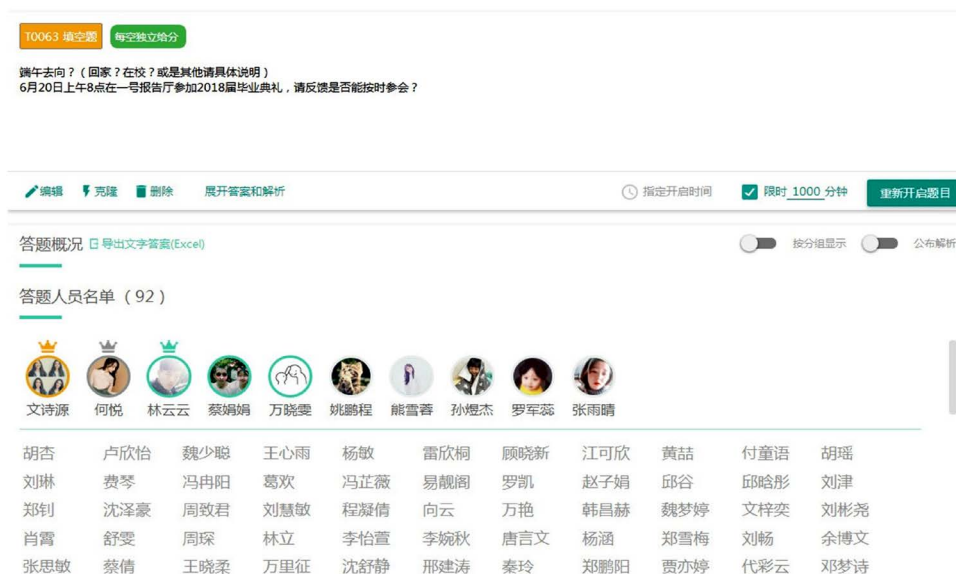 T0063 填空题 每空独立给分
端午去向？（回家？在校？或是其他请具体说明）
6月20日上午8点在一号报告厅参加2018届毕业典礼，请反馈是否能按时参会？
编辑 克隆 删除 展开答案和解析 指定开启时间 限时 1000 分钟 重新开启题目
答题概况 导出文字答案(Excel) 按分组显示 公布解析
答题人员名单（92）
文诗源 何悦 林云云 蔡娟娟 万晓雯 姚鹏程 熊雪蓉 孙煜杰 罗军蕊 张雨晴
胡杏 卢欣怡 魏少聪 王心雨 杨敏 雷欣桐 顾晓新 江可欣 黄喆 付童语 胡瑶
刘琳 费琴 冯冉阳 葛欢 冯芷薇 易靓阁 罗凯 赵子娟 邱谷 邱晗彤 刘津
郑钊 沈泽豪 周致君 刘慧敏 程凝倩 向云 万艳 韩昌赫 魏梦婷 文梓奕 刘彬尧
肖霄 舒雯 周琛 林立 李怡萱 李婉秋 唐言文 杨涵 郑雪梅 刘畅 余博文
张思敏 蔡倩 王晓柔 万里征 沈舒静 邢建涛 秦玲 郑鹏阳 贾亦婷 代彩云 邓梦诗